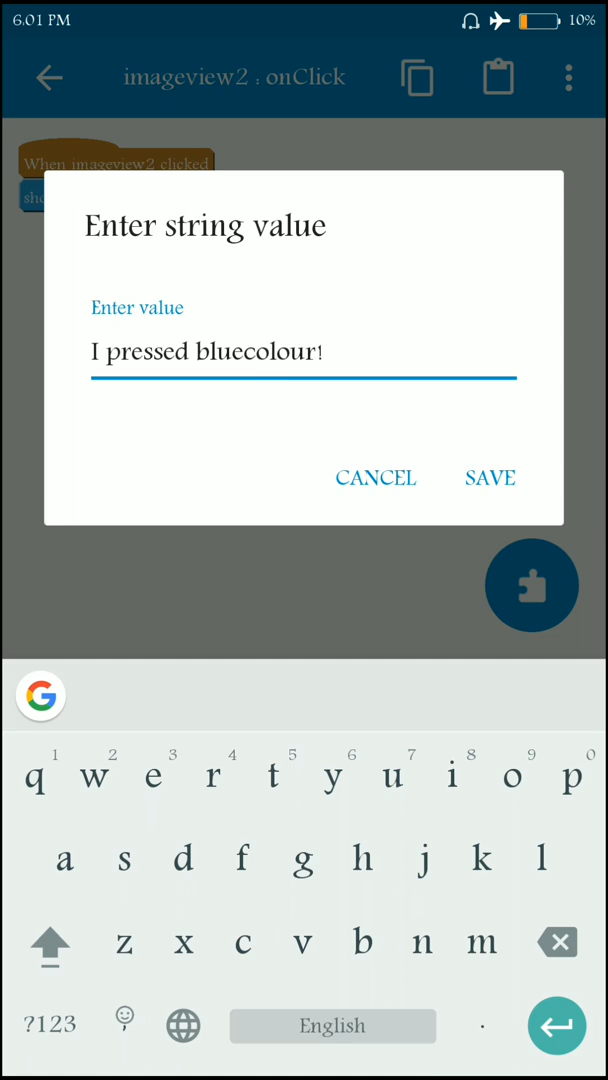 6.01 PM 10%
imageview2 : onClick
When imageview2 clicked
sho
Enter string value
Enter value
I pressed bluecolour!
CANCEL SAVE
1 2 3 4 5 6 7 8 9 0
q w e r t y u i o p
a s d f g h j k l
z x c v b n m
?123 English .